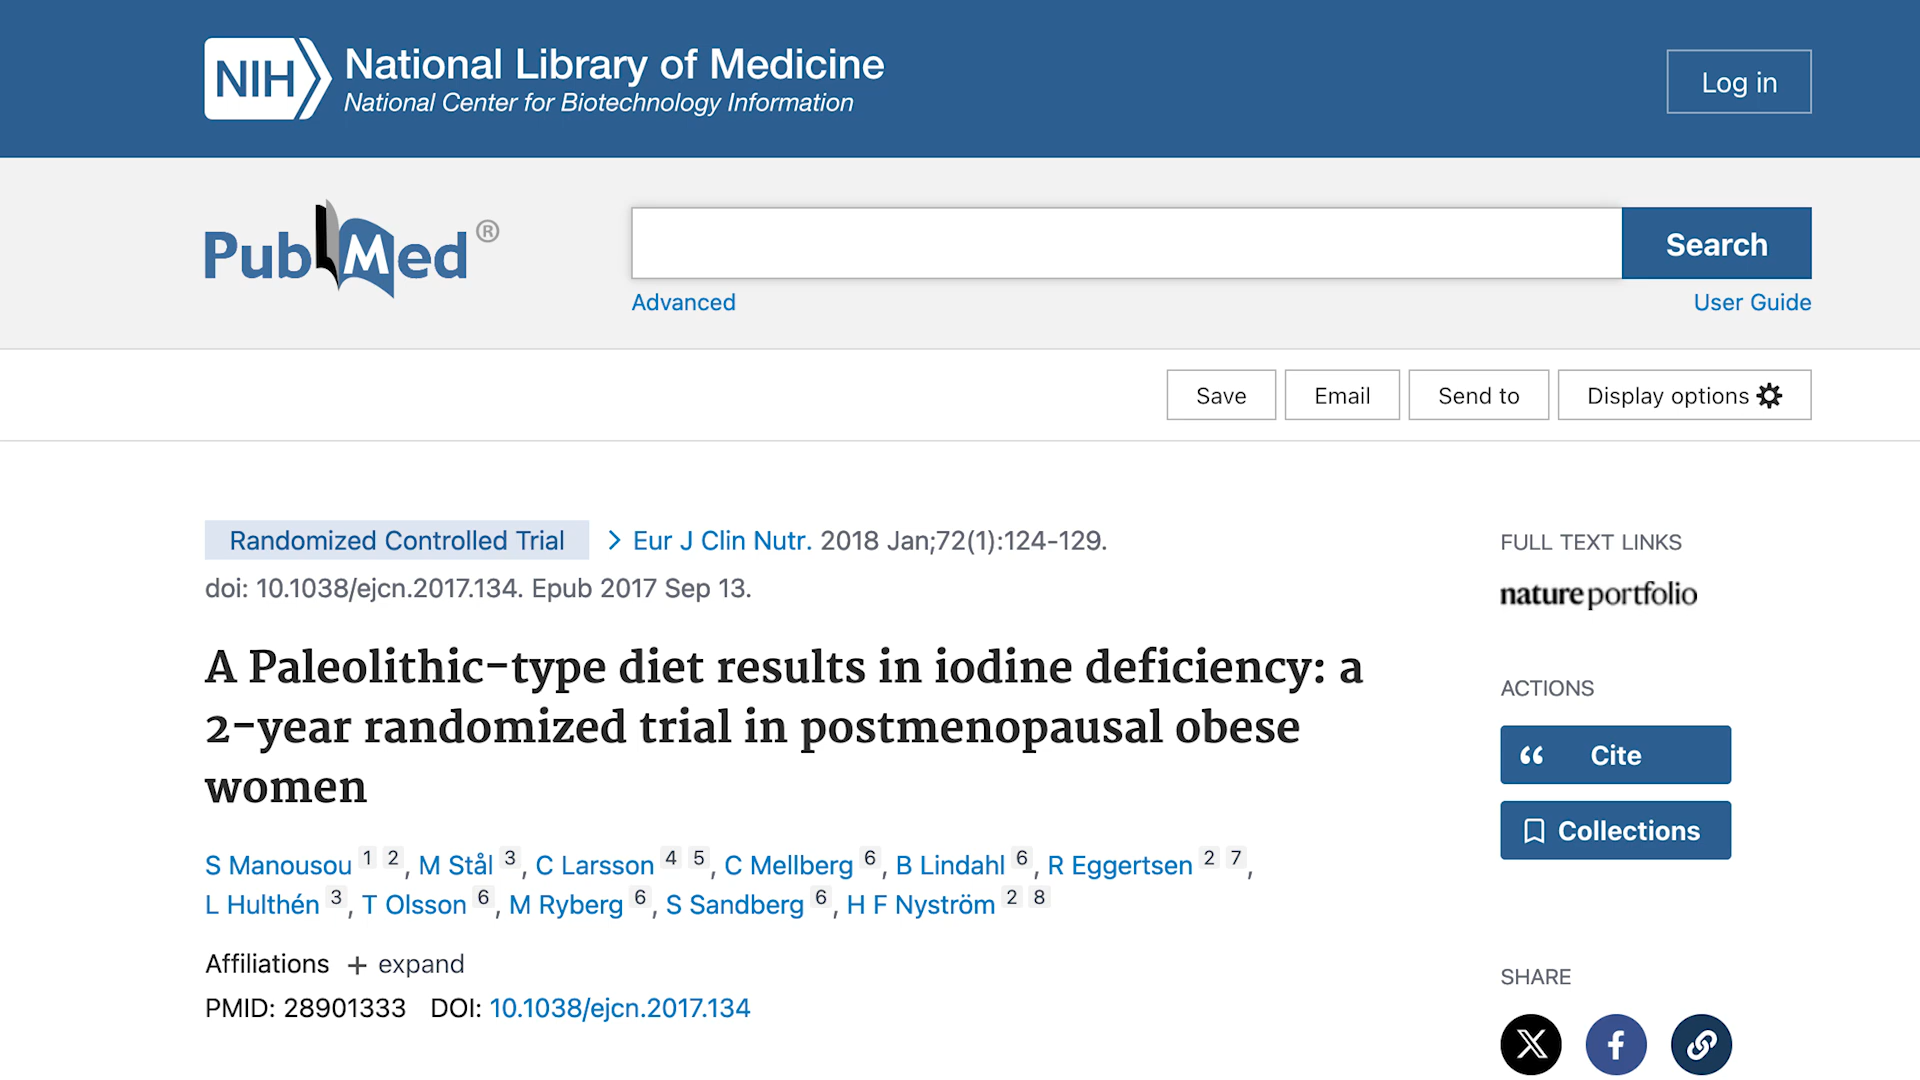 NIH National Library of Medicine
National Center for Biotechnology Information
Log in
PubMed®
Search
Advanced
User Guide
Save
Email
Send to
Display options
Randomized Controlled Trial > Eur J Clin Nutr. 2018 Jan;72(1):124-129.
doi: 10.1038/ejcn.2017.134. Epub 2017 Sep 13.
A Paleolithic-type diet results in iodine deficiency: a
2-year randomized trial in postmenopausal obese
women
S Manousou 1 2, M Stål 3, C Larsson 4 5, C Mellberg 6, B Lindahl 6, R Eggertsen 2 7,
L Hulthén 3, T Olsson 6, M Ryberg 6, S Sandberg 6, H F Nyström 2 8
Affiliations + expand
PMID: 28901333 DOI: 10.1038/ejcn.2017.134
FULL TEXT LINKS
nature portfolio
ACTIONS
Cite
Collections
SHARE